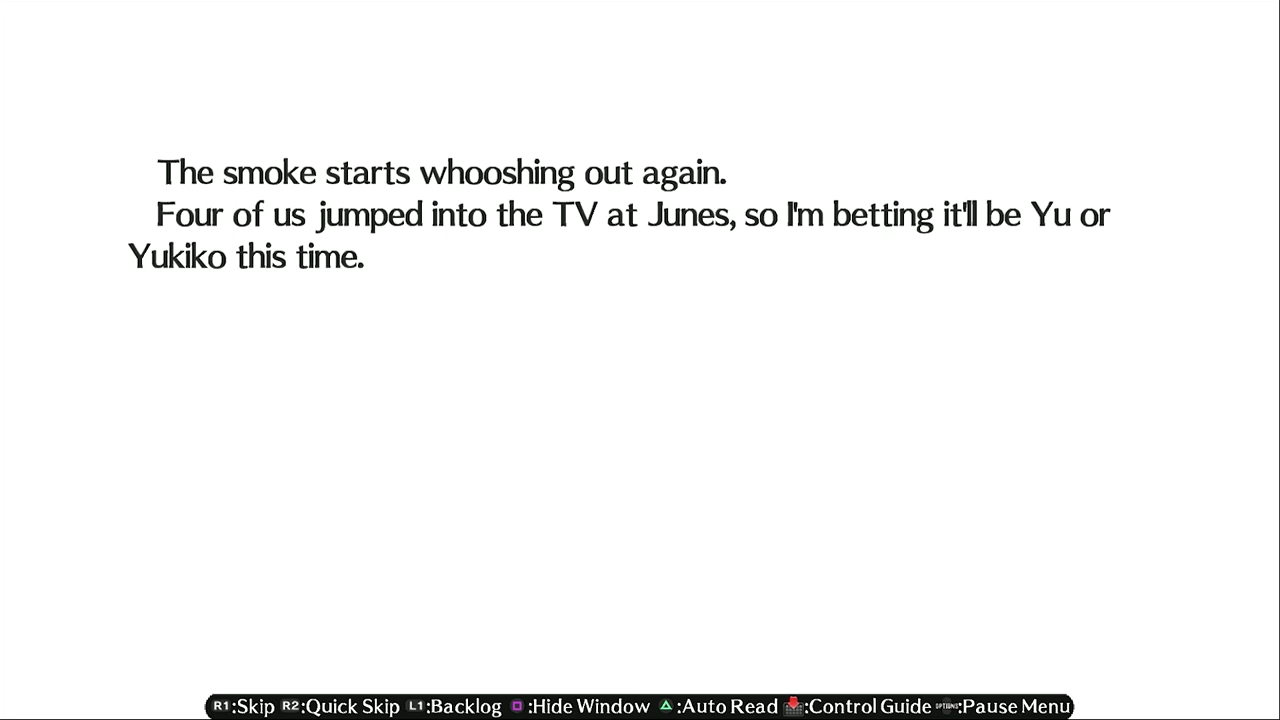 The smoke starts whooshing out again.
Four of us jumped into the TV at Junes, so I'm betting it'll be Yu or
Yukiko this time.
R1:Skip R2:Quick Skip L1:Backlog :Hide Window :Auto Read :Control Guide OPTIONS:Pause Menu